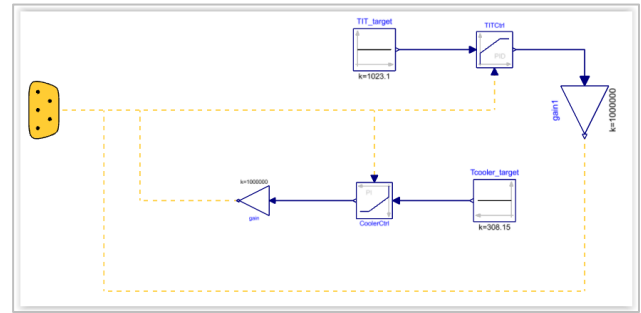 TIT_target
k=1023.1
TITCtrl
PID
gain1
k=1000000
k=1000000
gain
PI
CoolerCtrl
Tcooler_target
k=308.15